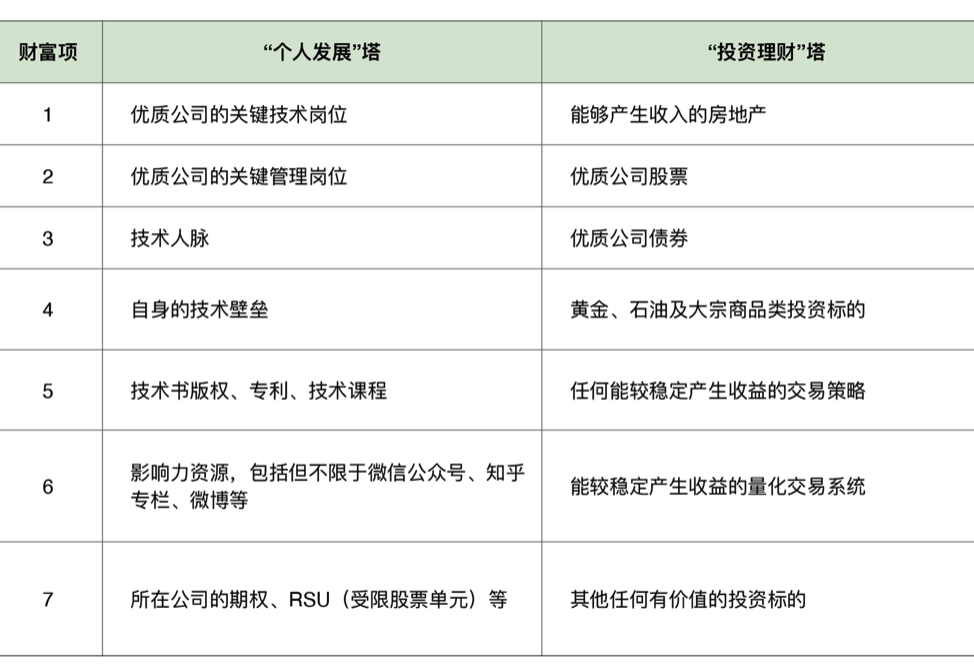 财富项 “个人发展”塔 “投资理财”塔
1 优质公司的关键技术岗位 能够产生收入的房地产
2 优质公司的关键管理岗位 优质公司股票
3 技术人脉 优质公司债券
4 自身的技术壁垒 黄金、石油及大宗商品类投资标的
5 技术书版权、专利、技术课程 任何能较稳定产生收益的交易策略
6 影响力资源，包括但不限于微信公众号、知乎
专栏、微博等 能较稳定产生收益的量化交易系统
7 所在公司的期权、RSU（受限股票单元）等 其他任何有价值的投资标的